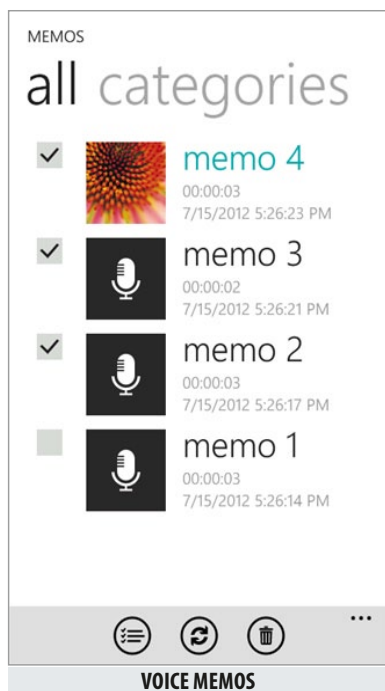 MEMOS
all categories
memo 4
00:00:03
7/15/2012 5:26:23 PM
memo 3
00:00:02
7/15/2012 5:26:21 PM
memo 2
00:00:03
7/15/2012 5:26:17 PM
memo 1
00:00:03
7/15/2012 5:26:14 PM
VOICE MEMOS